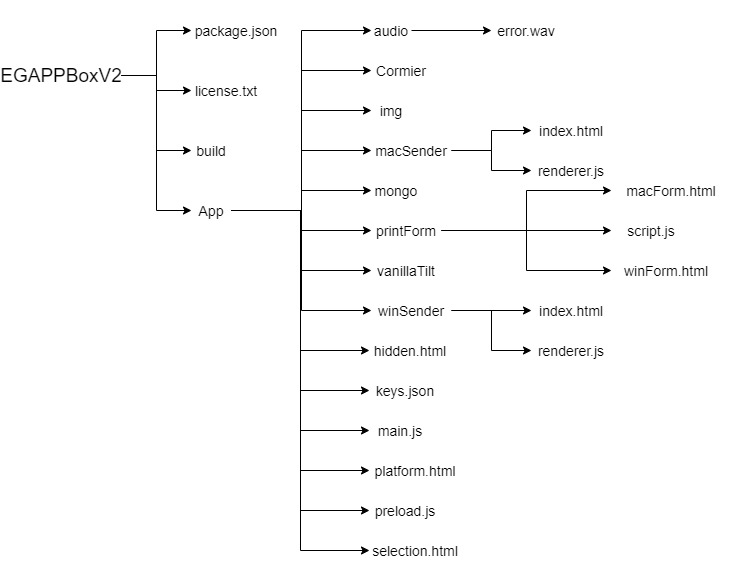 package.json
audio
error.wav
EGAPPBoxV2
Cormier
license.txt
img
index.html
macSender
build
renderer.js
mongo
macForm.html
App
printForm
script.js
vanillaTilt
winForm.html
winSender
index.html
hidden.html
renderer.js
keys.json
main.js
platform.html
preload.js
selection.html